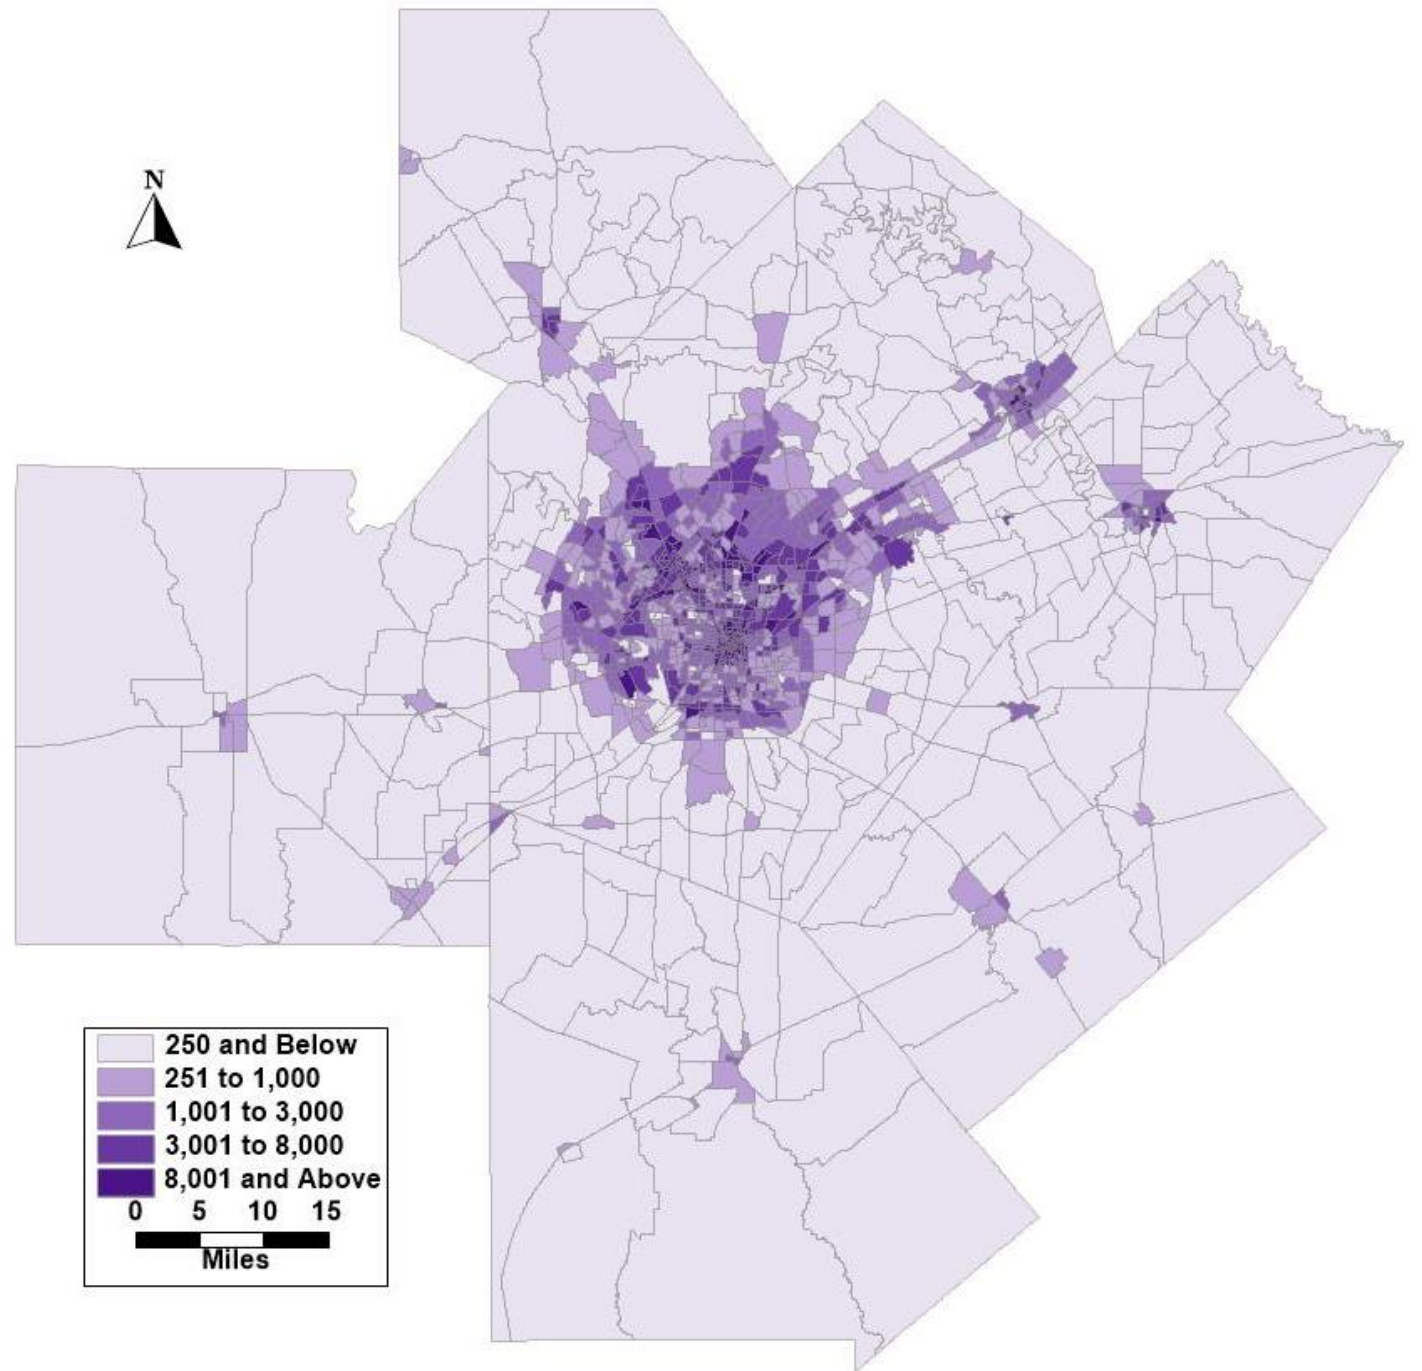 N
250 and Below
251 to 1,000
1,001 to 3,000
3,001 to 8,000
8,001 and Above
0 5 10 15
Miles